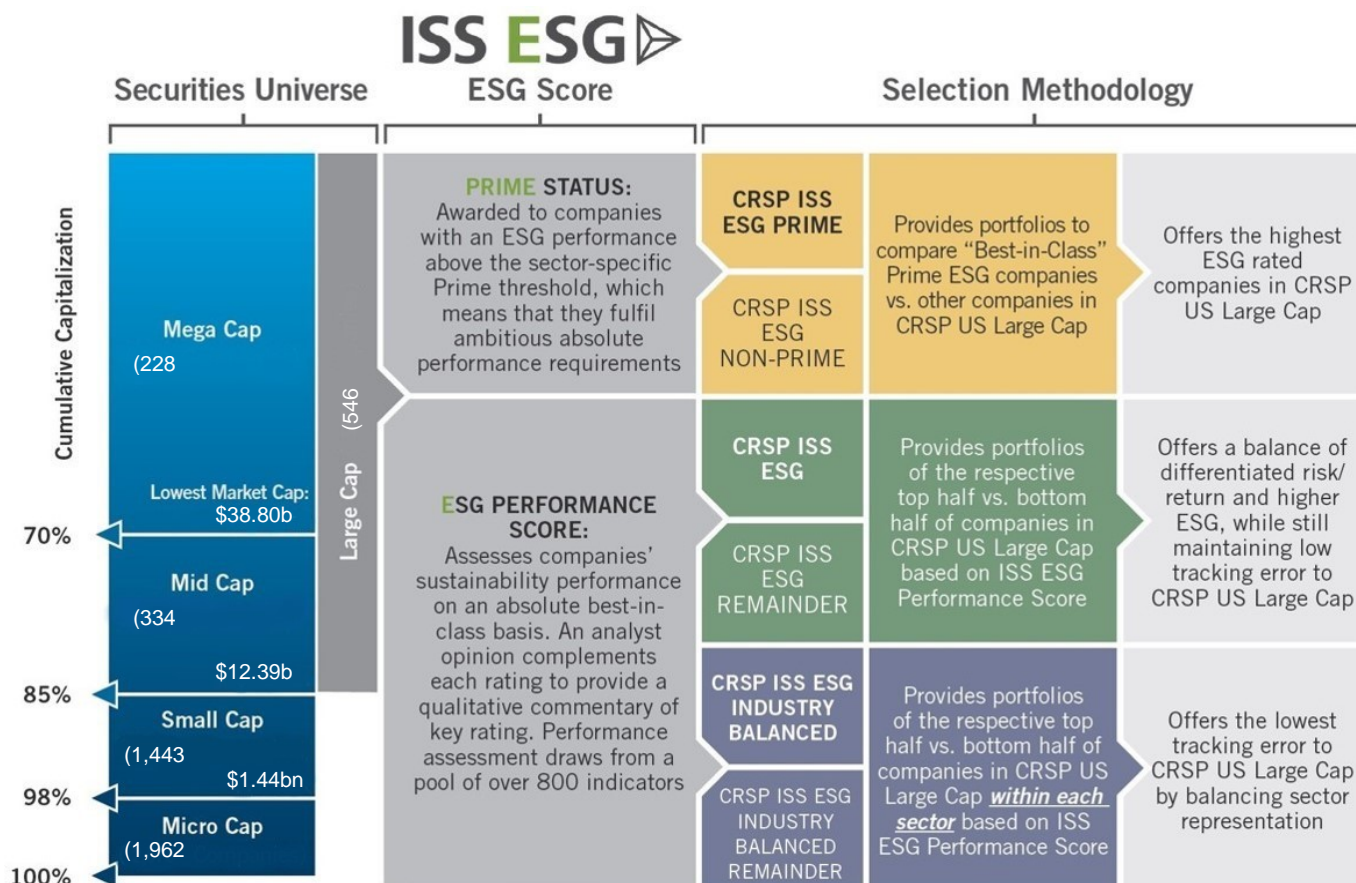 ISS ESG
Securities Universe
ESG Score
Selection Methodology
Cumulative Capitalization
70%
85%
98%
100%
Mega Cap
(228
Lowest Market Cap:
$38.80b
Mid Cap
(334
$12.39b
Small Cap
(1,443
$1.44bn
Micro Cap
(1,962
Large Cap
(546
PRIME STATUS:
Awarded to companies
with an ESG performance
above the sector-specific
Prime threshold, which
means that they fulfil
ambitious absolute
performance requirements
ESG PERFORMANCE
SCORE:
Assesses companies’
sustainability performance
on an absolute best-in-
class basis. An analyst
opinion complements
each rating to provide a
qualitative commentary of
key rating. Performance
assessment draws from a
pool of over 800 indicators
CRSP ISS
ESG PRIME
CRSP ISS
ESG
NON-PRIME
Provides portfolios to
compare “Best-in-Class”
Prime ESG companies
vs. other companies in
CRSP US Large Cap
Offers the highest
ESG rated
companies in CRSP
US Large Cap
CRSP ISS
ESG
CRSP ISS
ESG
REMAINDER
Provides portfolios
of the respective
top half vs. bottom
half of companies in
CRSP US Large Cap
based on ISS ESG
Performance Score
Offers a balance of
differentiated risk/
return and higher
ESG, while still
maintaining low
tracking error to
CRSP US Large Cap
CRSP ISS ESG
INDUSTRY
BALANCED
CRSP ISS ESG
INDUSTRY
BALANCED
REMAINDER
Provides portfolios
of the respective top
half vs. bottom half of
companies in CRSP US
Large Cap within each
sector based on ISS
ESG Performance Score
Offers the lowest
tracking error to
CRSP US Large Cap
by balancing sector
representation